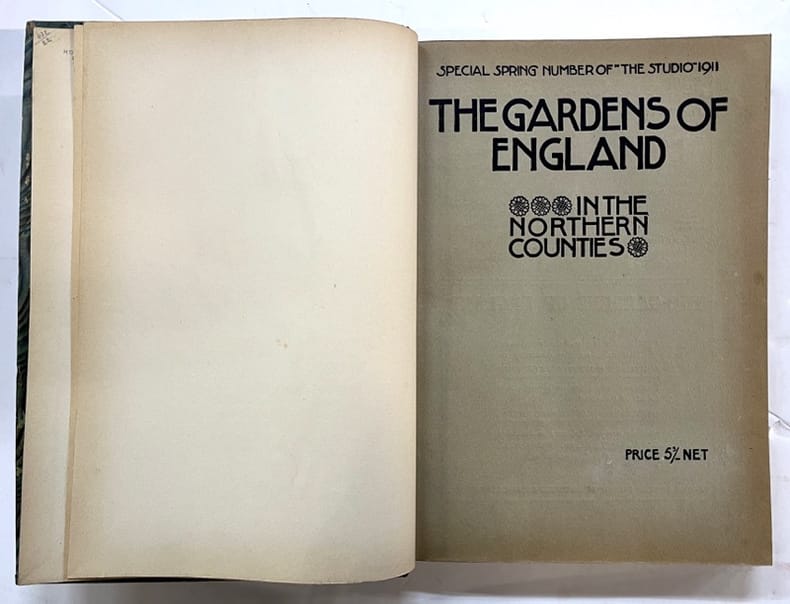 SPECIAL SPRING NUMBER OF "THE STUDIO" 1911
THE GARDENS OF
ENGLAND
IN THE
NORTHERN
COUNTIES
PRICE 5/- NET